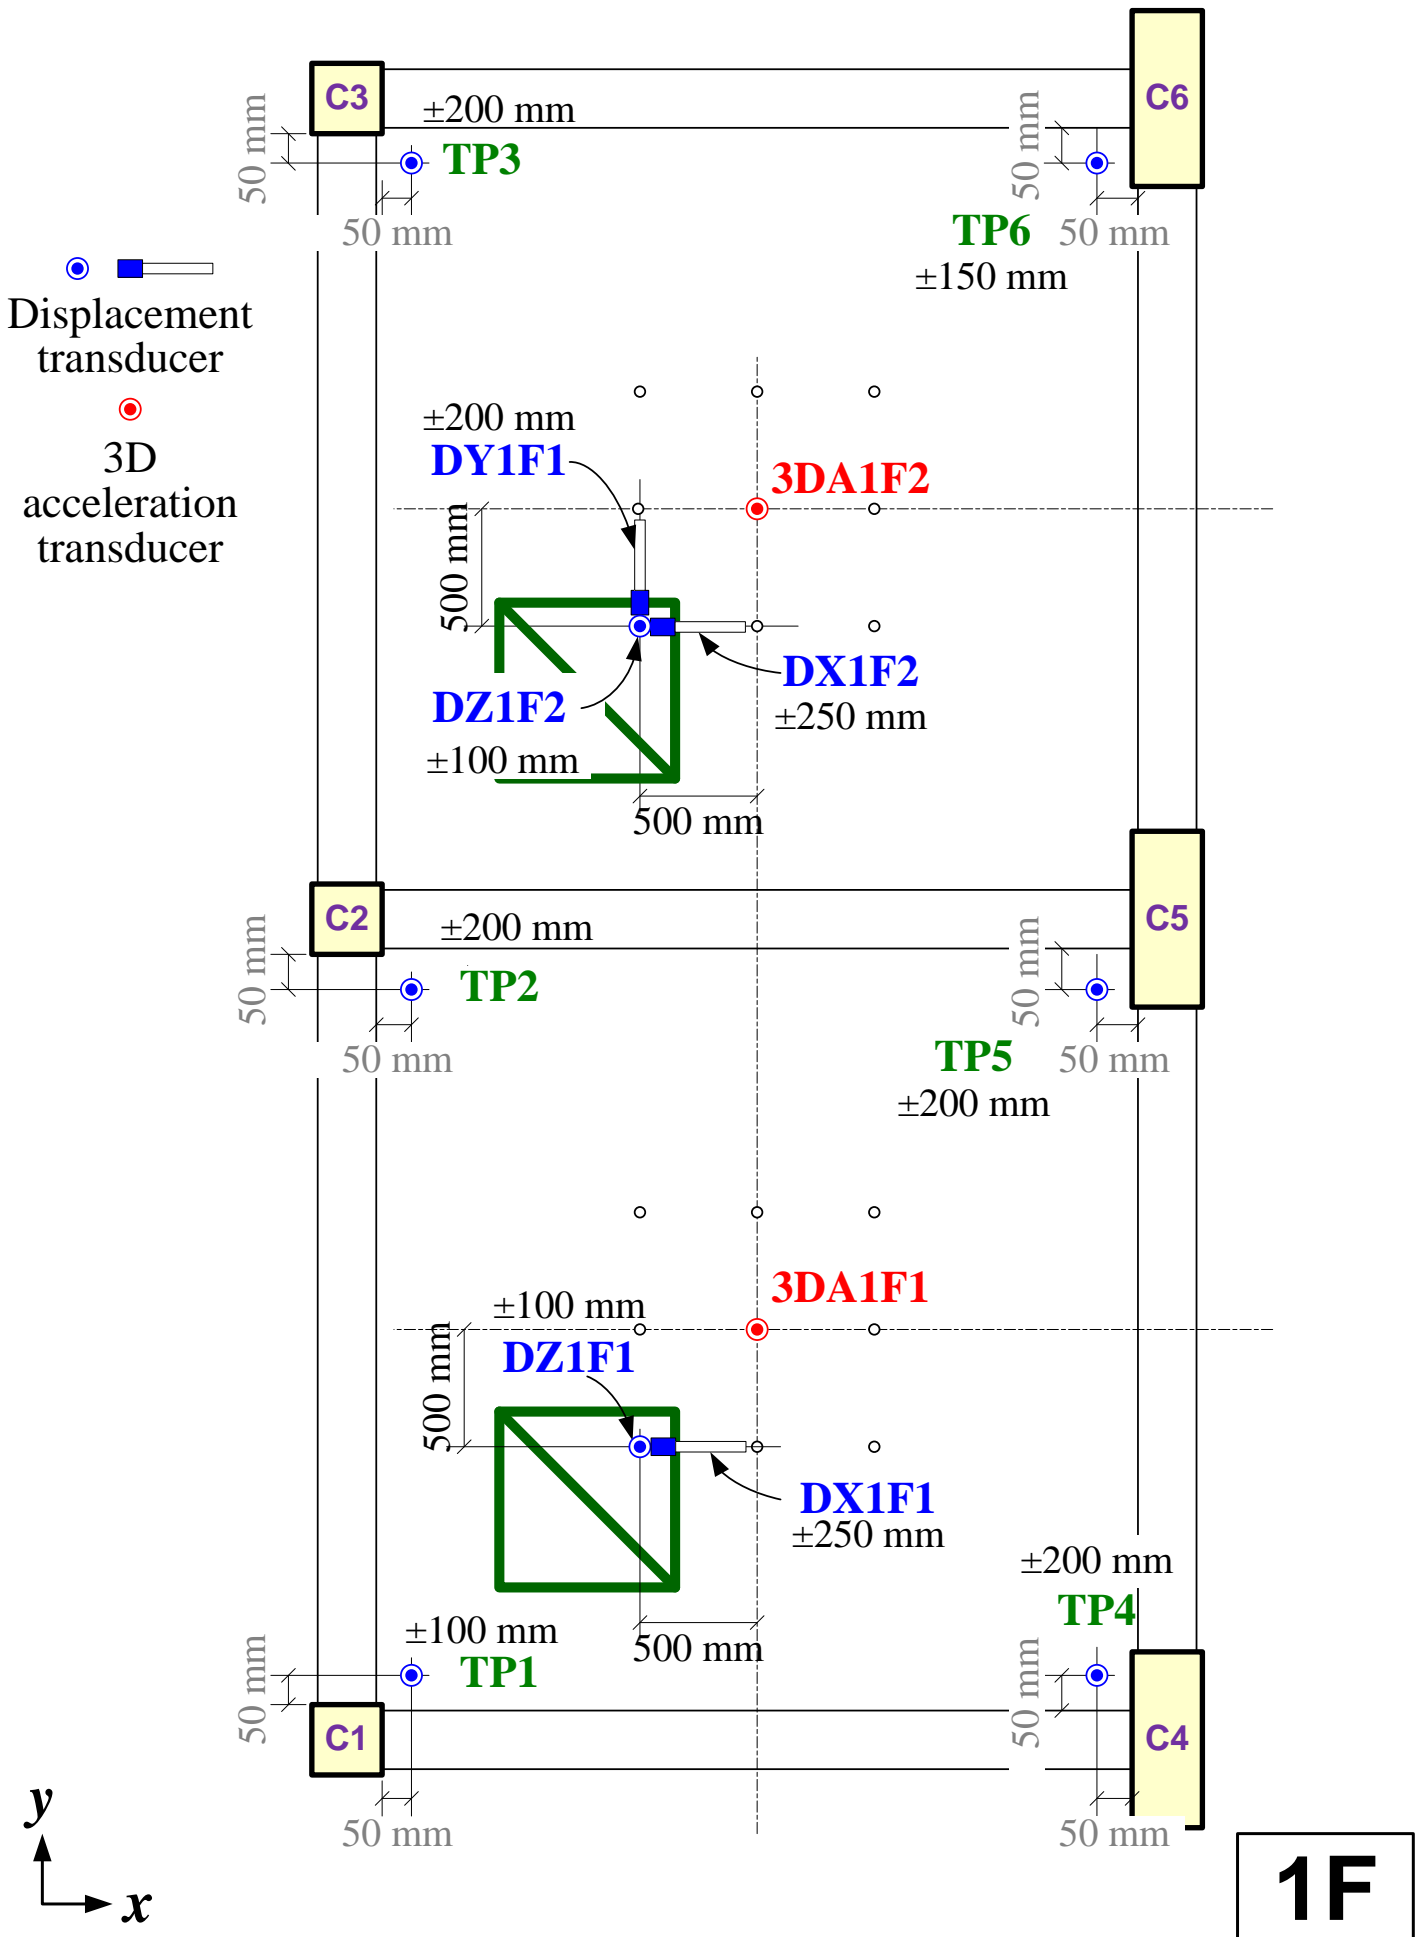 C3
±200 mm
C6
50 mm
TP3
50 mm
50 mm
TP6
50 mm
±150 mm
Displacement
transducer
3D
acceleration
transducer
±200 mm
DY1F1
3DA1F2
500 mm
DX1F2
±250 mm
DZ1F2
±100 mm
500 mm
C2
±200 mm
C5
50 mm
TP2
50 mm
50 mm
TP5
50 mm
±200 mm
3DA1F1
±100 mm
DZ1F1
500 mm
DX1F1
±250 mm
±200 mm
TP4
±100 mm
TP1
500 mm
50 mm
50 mm
C1
C4
50 mm
50 mm
y
x
1F